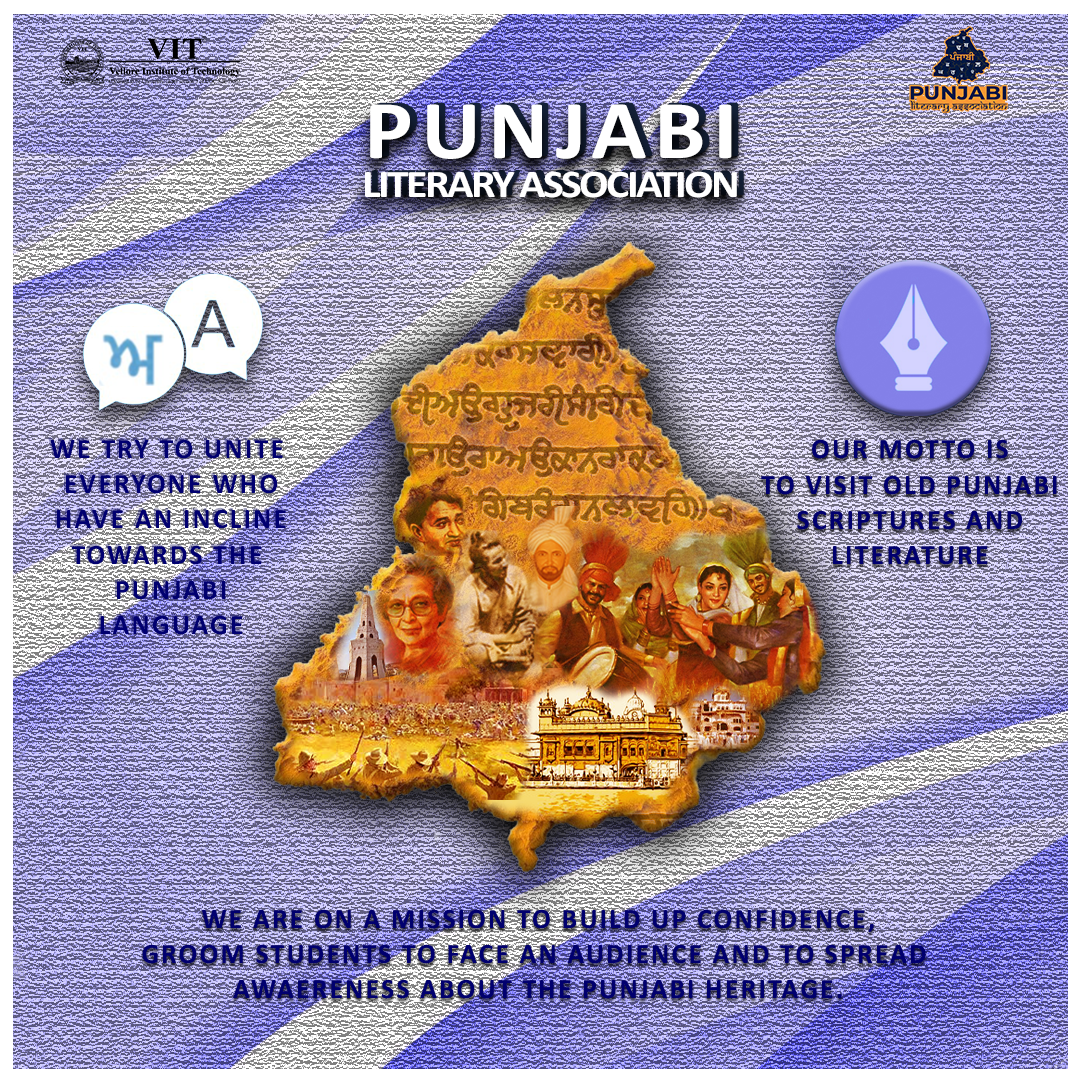 VIT
Vellore Institute of Technology
ਪੰਜਾਬੀ
PUNJABI
literary association
PUNJABI
LITERARY ASSOCIATION
ਅ
A
WE TRY TO UNITE
EVERYONE WHO
HAVE AN INCLINE
TOWARDS THE
PUNJABI
LANGUAGE
OUR MOTTO IS
TO VISIT OLD PUNJABI
SCRIPTURES AND
LITERATURE
WE ARE ON A MISSION TO BUILD UP CONFIDENCE,
GROOM STUDENTS TO FACE AN AUDIENCE AND TO SPREAD
AWAERENESS ABOUT THE PUNJABI HERITAGE.